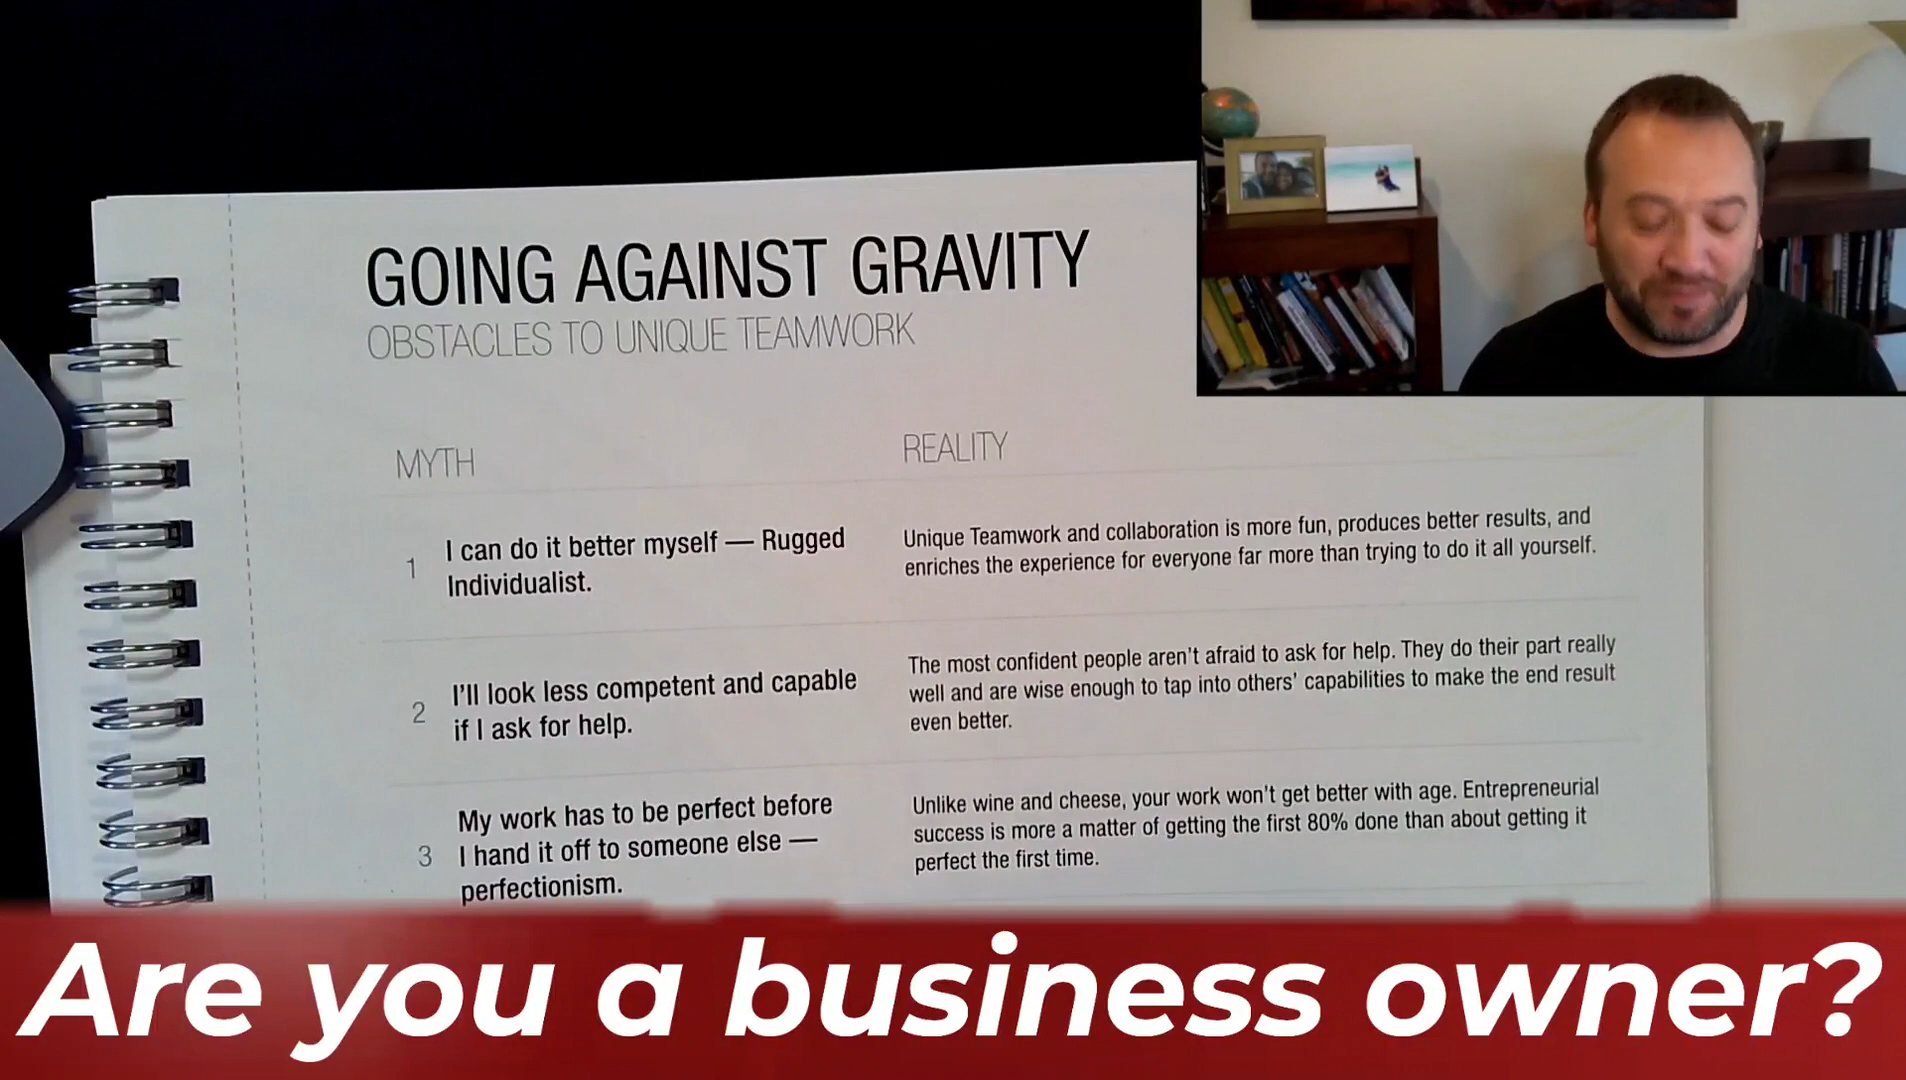 GOING AGAINST GRAVITY
OBSTACLES TO UNIQUE TEAMWORK
MYTH
REALITY
1
I can do it better myself — Rugged
Individualist.
Unique Teamwork and collaboration is more fun, produces better results, and
enriches the experience for everyone far more than trying to do it all yourself.
2
I'll look less competent and capable
if I ask for help.
The most confident people aren't afraid to ask for help. They do their part really
well and are wise enough to tap into others' capabilities to make the end result
even better.
3
My work has to be perfect before
I hand it off to someone else —
perfectionism.
Unlike wine and cheese, your work won't get better with age. Entrepreneurial
success is more a matter of getting the first 80% done than about getting it
perfect the first time.
Are you a business owner?